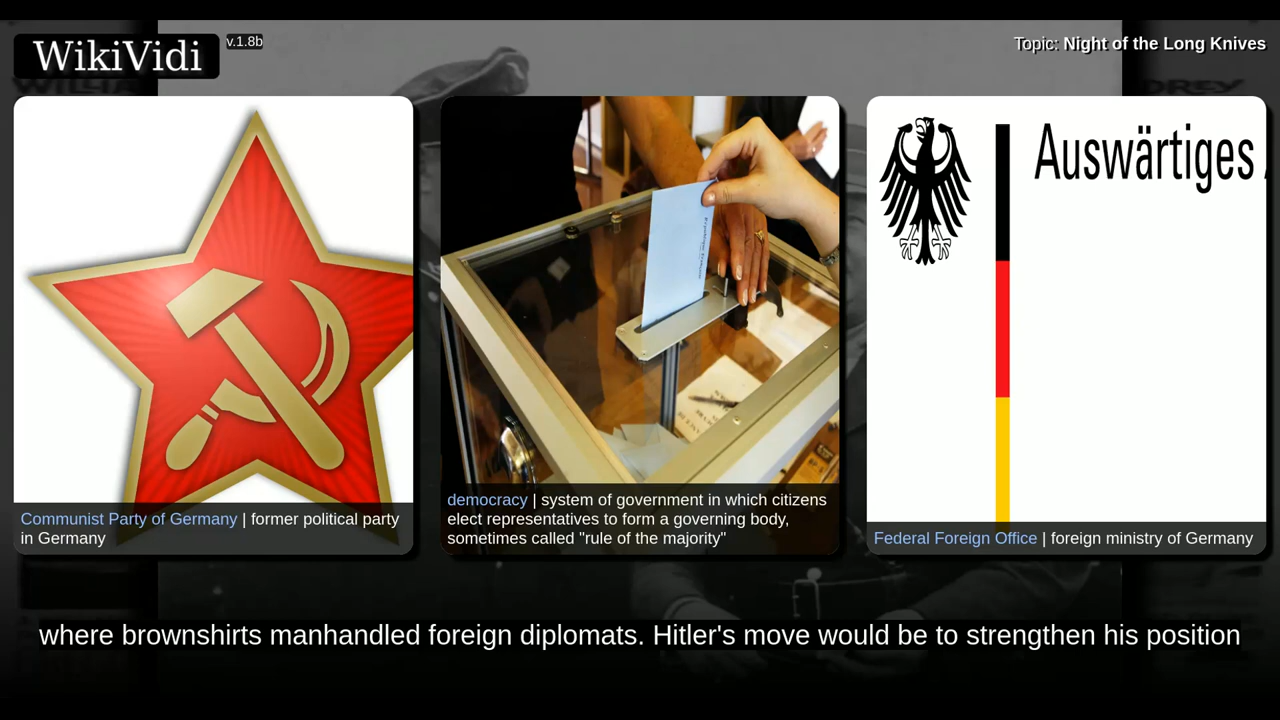 WikiVidi
v.1.8b
Topic: Night of the Long Knives
Auswärtiges
Communist Party of Germany | former political party
in Germany
democracy | system of government in which citizens
elect representatives to form a governing body,
sometimes called "rule of the majority"
Federal Foreign Office | foreign ministry of Germany
where brownshirts manhandled foreign diplomats. Hitler's move would be to strengthen his position